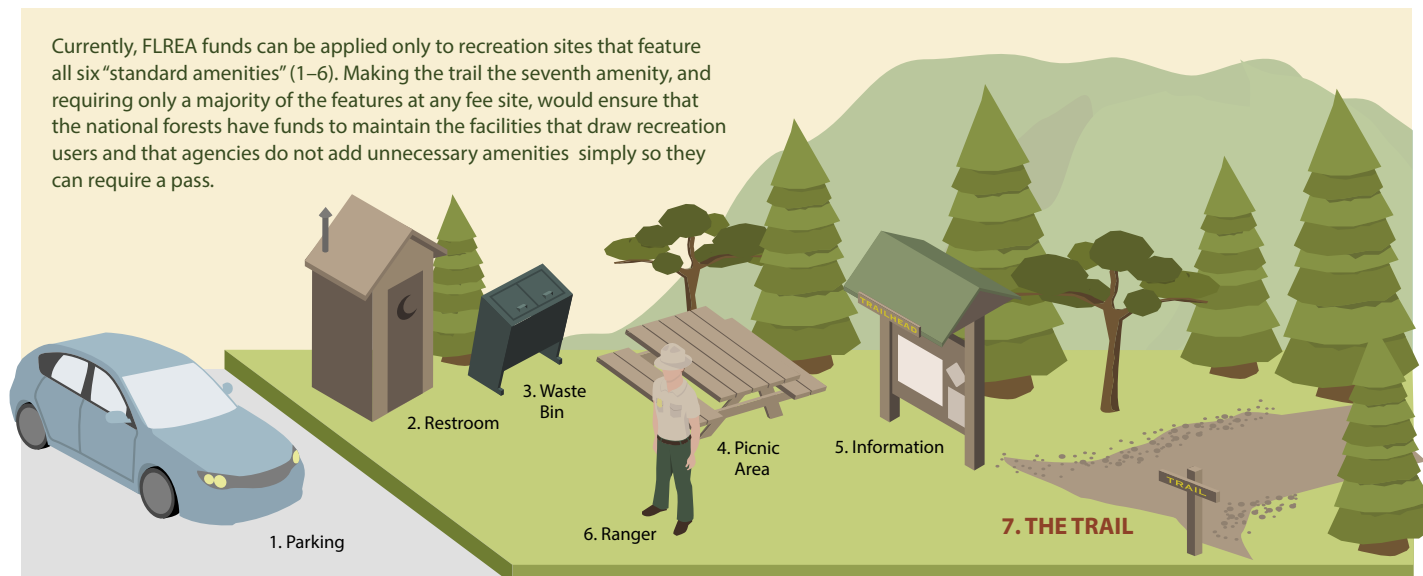 Currently, FLREA funds can be applied only to recreation sites that feature
all six “standard amenities” (1–6). Making the trail the seventh amenity, and
requiring only a majority of the features at any fee site, would ensure that
the national forests have funds to maintain the facilities that draw recreation
users and that agencies do not add unnecessary amenities simply so they
can require a pass.
TRAILHEAD
3. Waste
Bin
2. Restroom
4. Picnic
Area
5. Information
TRAIL
6. Ranger
7. THE TRAIL
1. Parking